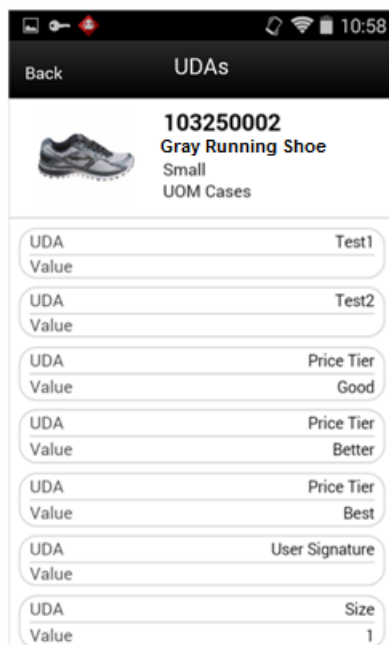 10:58
Back
UDAs
103250002
Gray Running Shoe
Small
UOM Cases
UDA Test1
Value
UDA Test2
Value
UDA Price Tier
Value Good
UDA Price Tier
Value Better
UDA Price Tier
Value Best
UDA User Signature
Value
UDA Size
Value 1